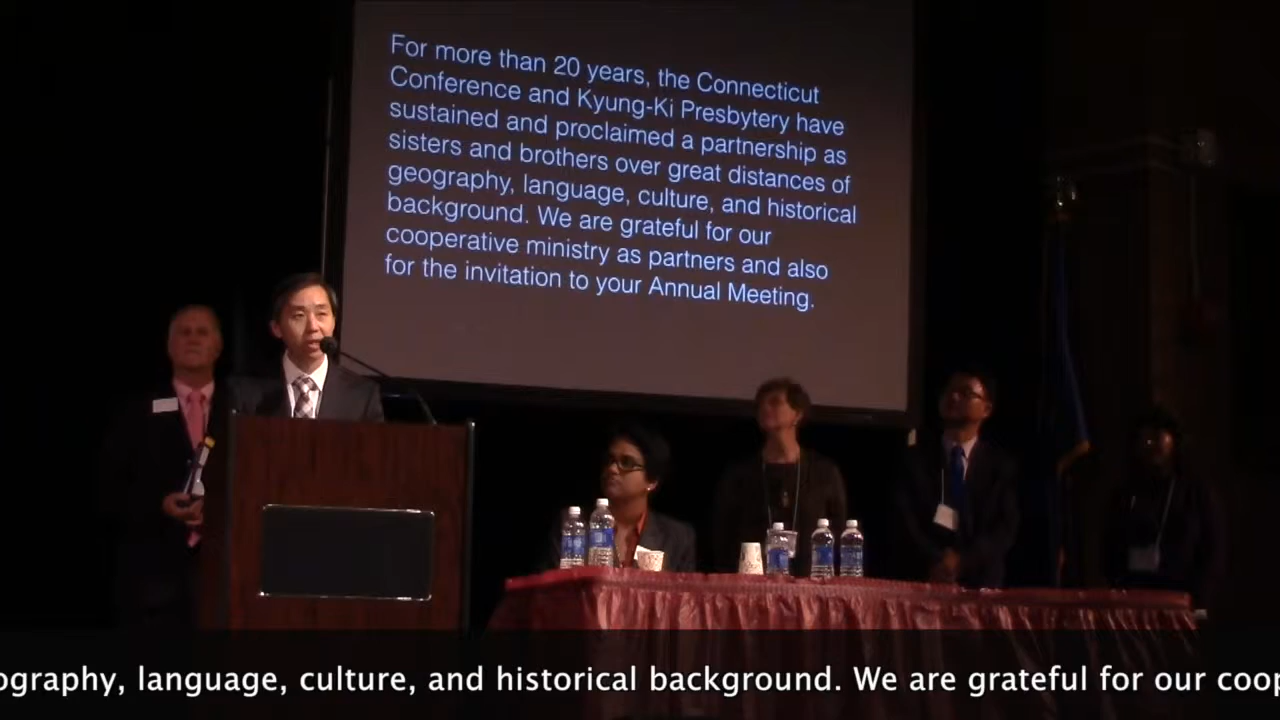 For more than 20 years, the Connecticut
Conference and Kyung-Ki Presbytery have
sustained and proclaimed a partnership as
sisters and brothers over great distances of
geography, language, culture, and historical
background. We are grateful for our
cooperative ministry as partners and also
for the invitation to your Annual Meeting.
ography, language, culture, and historical background. We are grateful for our coop